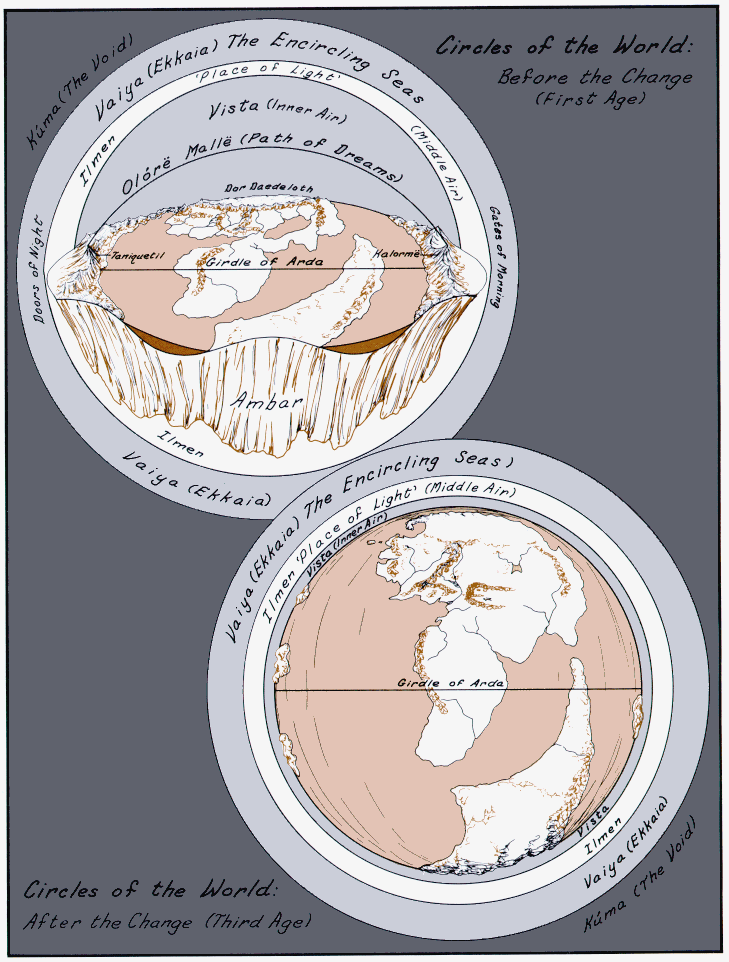 Circles of the World:
Before the Change
(First Age)
Kúma (The Void)
Vaiya (Ekkaia) The Encircling Seas
'Place of Light'
Ilmen
(Middle Air)
Vista (Inner Air)
Olórë Mallë (Path of Dreams)
Dor Daedeloth
Doors of Night
Gates of Morning
Taniquetil
Girdle of Arda
Kalormë
Ambar
Ilmen
Vaiya (Ekkaia)
Vaiya (Ekkaia) The Encircling Seas)
Ilmen 'Place of Light' (Middle Air)
Vista (Inner Air)
Girdle of Arda
Vista
Ilmen
Vaiya (Ekkaia)
Kúma (The Void)
Circles of the World:
After the Change (Third Age)